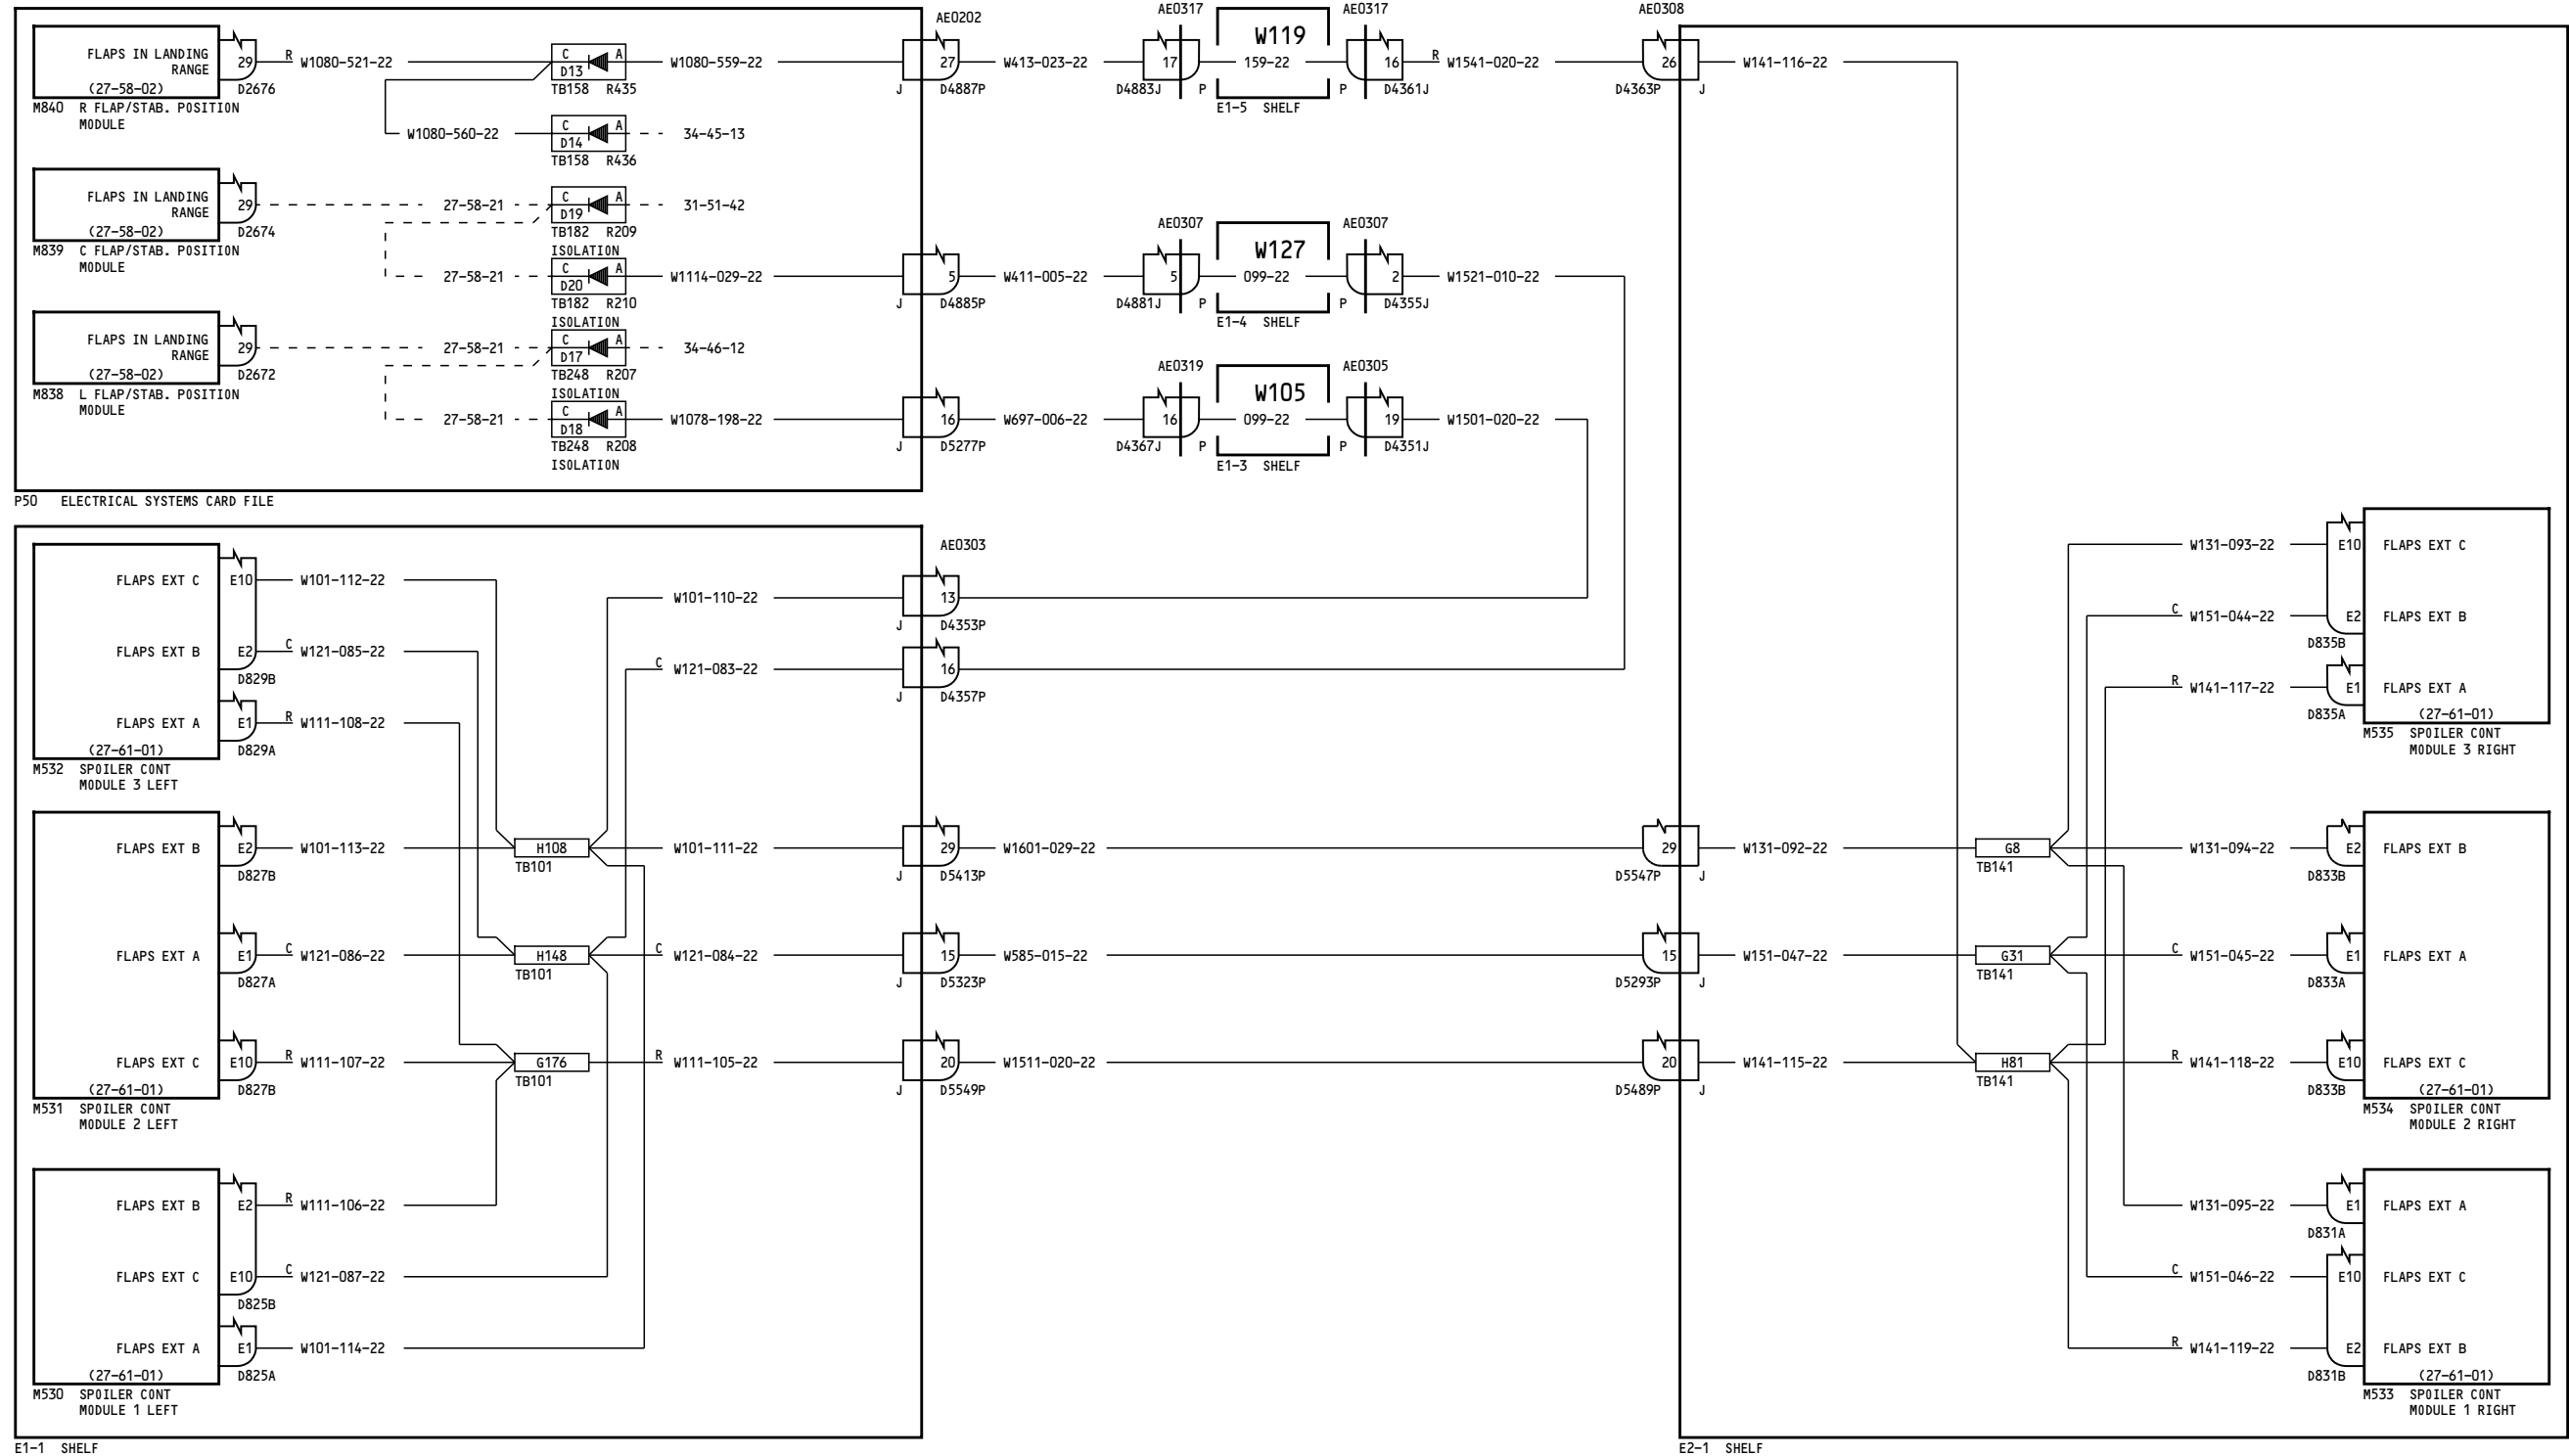 AE0202
AE0317
W119
AE0317
AE0308
FLAPS IN LANDING
RANGE
(27-58-02)
29
D2676
R W1080-521-22
C A
D13
TB158 R435
W1080-559-22
27
J D4887P
W413-023-22
17
D4883J P
159-22
E1-5 SHELF
16
P D4361J
R W1541-020-22
26
D4363P J
W141-116-22
M840 R FLAP/STAB. POSITION
MODULE
W1080-560-22
C A
D14
TB158 R436
34-45-13
FLAPS IN LANDING
RANGE
(27-58-02)
29
D2674
27-58-21
C A
D19
TB182 R209
ISOLATION
31-51-42
M839 C FLAP/STAB. POSITION
MODULE
27-58-21
C A
D20
TB182 R210
ISOLATION
W1114-029-22
5
J D4885P
W411-005-22
AE0307
5
D4881J P
W127
099-22
E1-4 SHELF
AE0307
2
P D4355J
W1521-010-22
FLAPS IN LANDING
RANGE
(27-58-02)
29
D2672
27-58-21
C A
D17
TB248 R207
ISOLATION
34-46-12
M838 L FLAP/STAB. POSITION
MODULE
27-58-21
C A
D18
TB248 R208
ISOLATION
W1078-198-22
16
J D5277P
W697-006-22
AE0319
16
D4367J P
W105
099-22
E1-3 SHELF
AE0305
19
P D4351J
W1501-020-22
P50 ELECTRICAL SYSTEMS CARD FILE
AE0303
FLAPS EXT C
E10
W101-112-22
W101-110-22
13
J D4353P
FLAPS EXT B
E2
D829B
C W121-085-22
C W121-083-22
16
J D4357P
FLAPS EXT A
E1
D829A
R W111-108-22
(27-61-01)
M532 SPOILER CONT
MODULE 3 LEFT
W131-093-22
E10
FLAPS EXT C
C W151-044-22
E2
D835B
FLAPS EXT B
R W141-117-22
E1
D835A
FLAPS EXT A
(27-61-01)
M535 SPOILER CONT
MODULE 3 RIGHT
FLAPS EXT B
E2
D827B
W101-113-22
H108
TB101
W101-111-22
29
J D5413P
W1601-029-22
29
D5547P J
W131-092-22
G8
TB141
W131-094-22
E2
D833B
FLAPS EXT B
FLAPS EXT A
E1
D827A
C W121-086-22
H148
TB101
C W121-084-22
15
J D5323P
W585-015-22
15
D5293P J
W151-047-22
G31
TB141
C W151-045-22
E1
D833A
FLAPS EXT A
FLAPS EXT C
E10
D827B
R W111-107-22
G176
TB101
R W111-105-22
20
J D5549P
W1511-020-22
20
D5489P J
W141-115-22
H81
TB141
R W141-118-22
E10
D833B
FLAPS EXT C
(27-61-01)
M531 SPOILER CONT
MODULE 2 LEFT
(27-61-01)
M534 SPOILER CONT
MODULE 2 RIGHT
FLAPS EXT B
E2
R W111-106-22
W131-095-22
E1
D831A
FLAPS EXT A
FLAPS EXT C
E10
D825B
C W121-087-22
C W151-046-22
E10
FLAPS EXT C
FLAPS EXT A
E1
D825A
W101-114-22
R W141-119-22
E2
D831B
FLAPS EXT B
(27-61-01)
M530 SPOILER CONT
MODULE 1 LEFT
(27-61-01)
M533 SPOILER CONT
MODULE 1 RIGHT
E1-1 SHELF
E2-1 SHELF